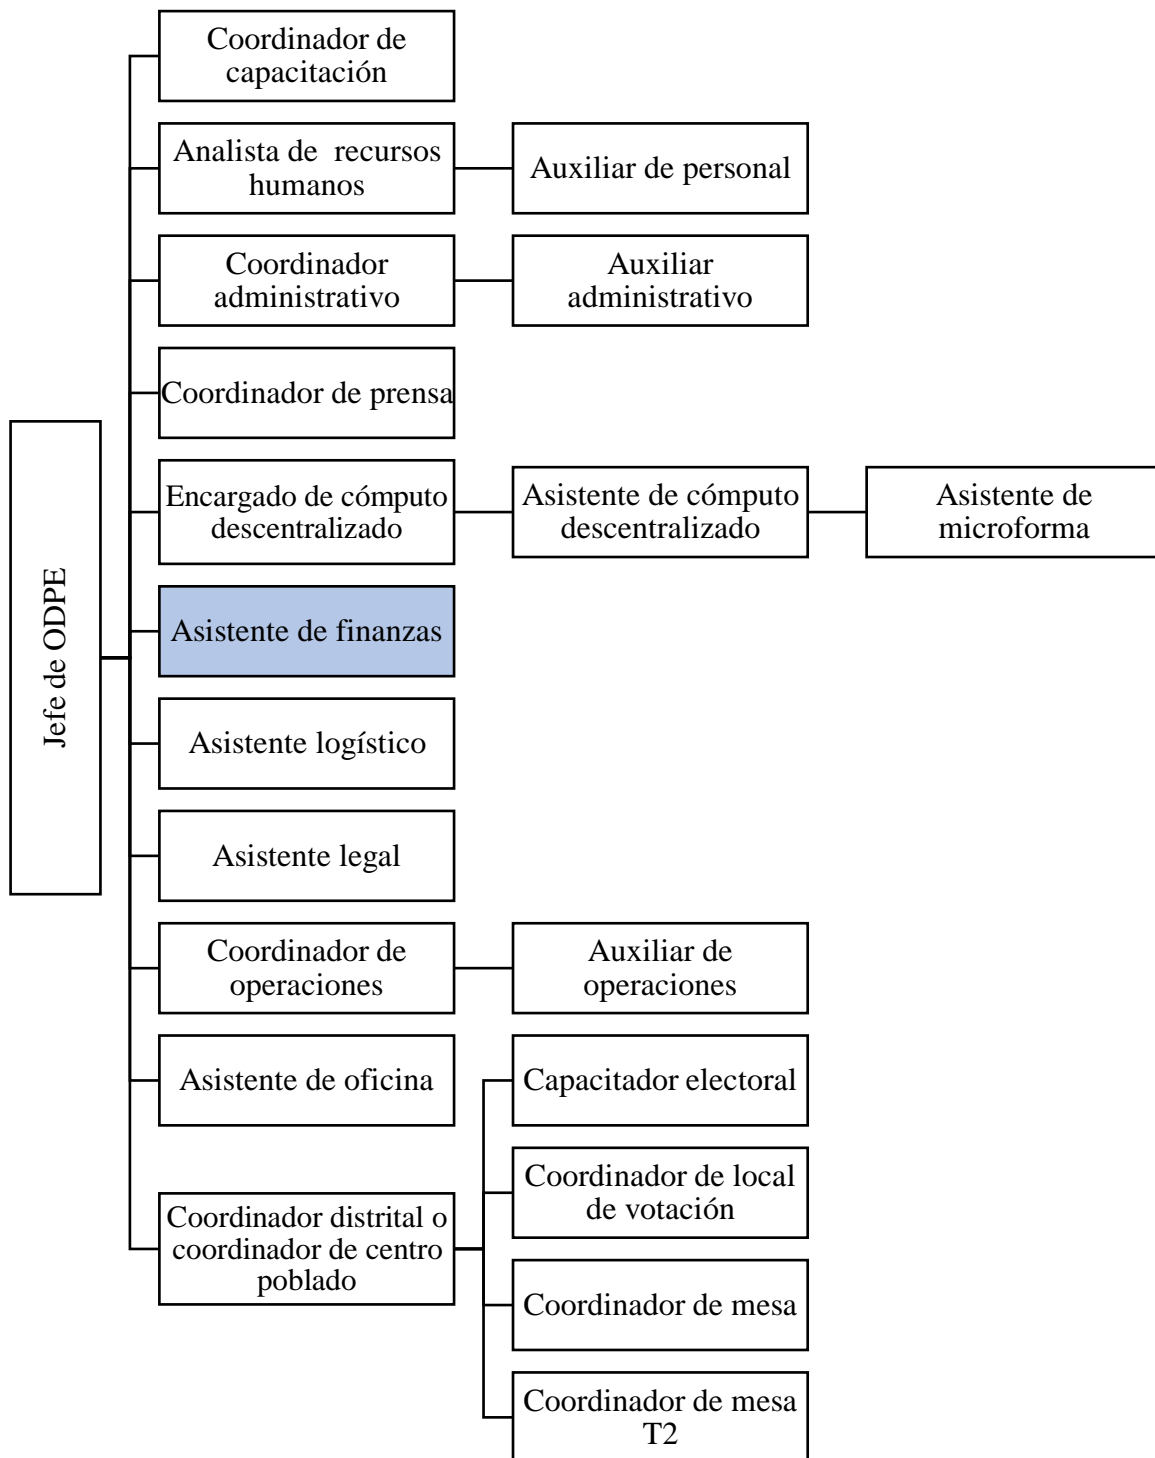 Jefe de ODPE
Coordinador de
capacitación
Analista de recursos
humanos
Auxiliar de personal
Coordinador
administrativo
Auxiliar
administrativo
Coordinador de prensa
Encargado de cómputo
descentralizado
Asistente de cómputo
descentralizado
Asistente de
microforma
Asistente de finanzas
Asistente logístico
Asistente legal
Coordinador de
operaciones
Auxiliar de
operaciones
Asistente de oficina
Coordinador distrital o
coordinador de centro
poblado
Capacitador electoral
Coordinador de local
de votación
Coordinador de mesa
Coordinador de mesa
T2